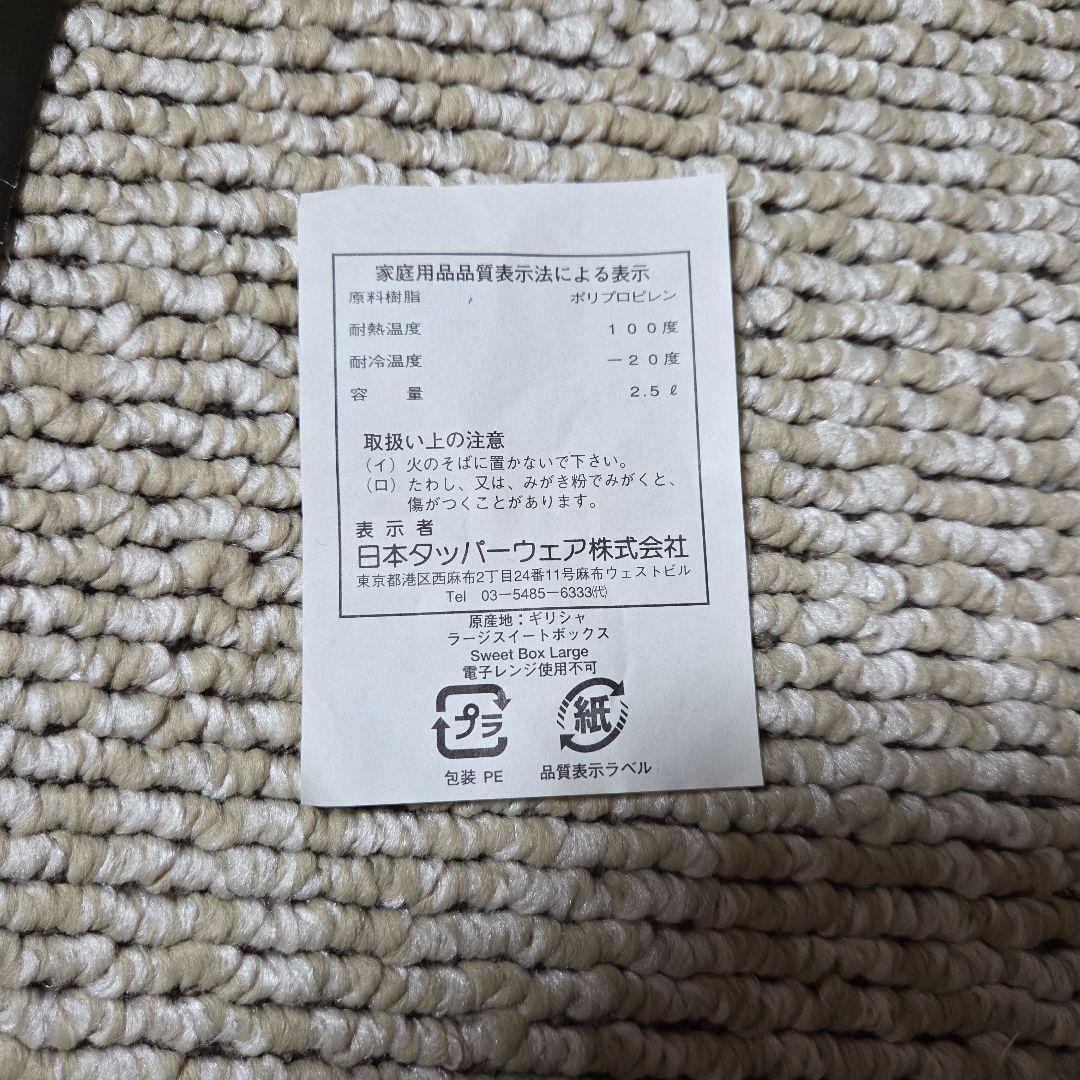 家庭用品品質表示法による表示
原料樹脂 ポリプロピレン
耐熱温度 100度
耐冷温度 −20度
容量 2.5ℓ
取扱い上の注意
(イ)火のそばに置かないで下さい。
(ロ)たわし、又は、みがき粉でみがくと、
傷がつくことがあります。
表示者
日本タッパーウェア株式会社
東京都港区西麻布2丁目24番11号麻布ウェストビル
Tel 03−5485−6333㈹
原産地：ギリシャ
ラージスイートボックス
Sweet Box Large
電子レンジ使用不可
プラ 紙
包装 PE 品質表示ラベル